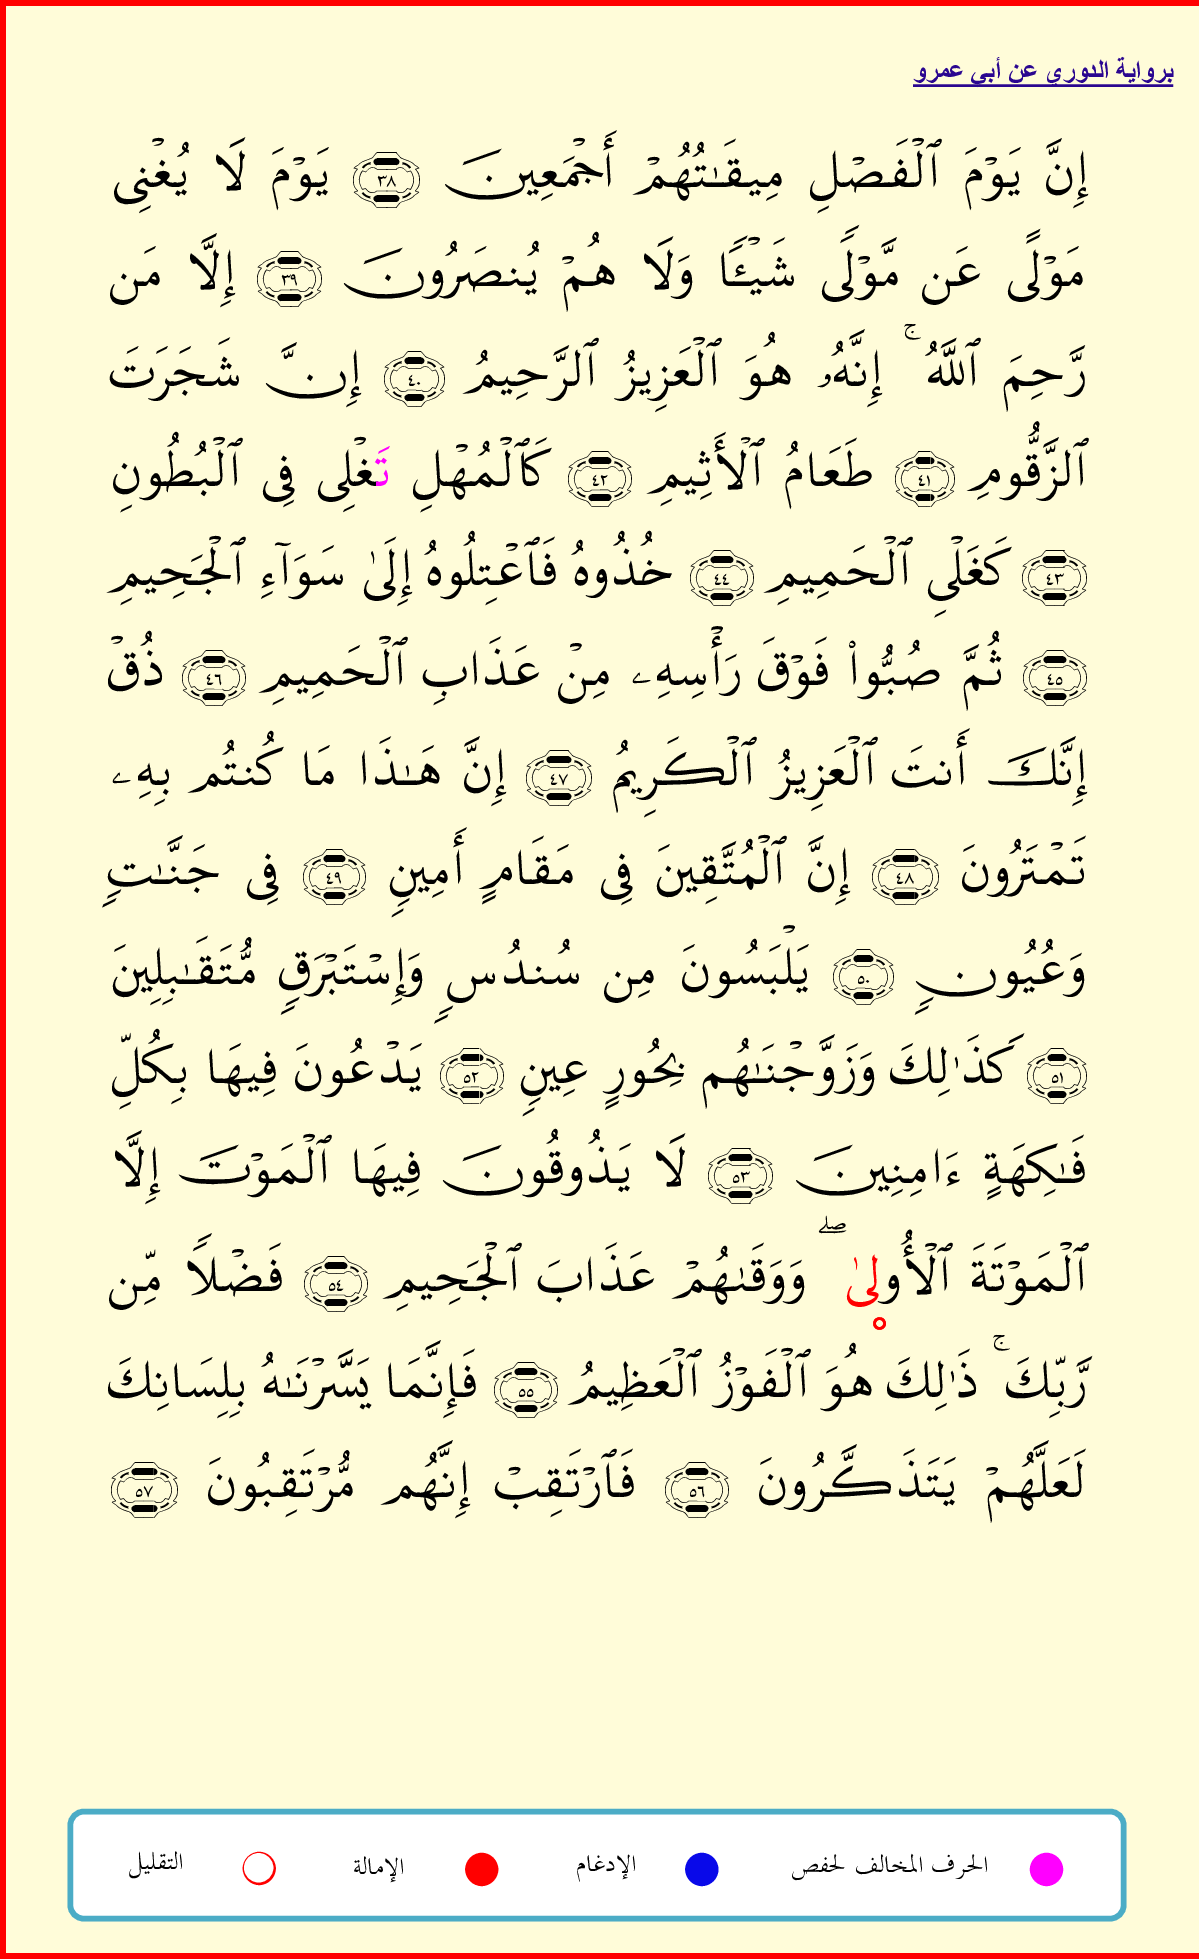 برواية الدوري عن أبي عمرو
إِنَّ يَوْمَ ٱلْفَصْلِ مِيقَـٰتُهُمْ أَجْمَعِينَ ٣٨ يَوْمَ لَا يُغْنِى
مَوْلًى عَن مَّوْلًى شَيْـًٔا وَلَا هُمْ يُنصَرُونَ ٣٩ إِلَّا مَن
رَّحِمَ ٱللَّهُ ۚ إِنَّهُۥ هُوَ ٱلْعَزِيزُ ٱلرَّحِيمُ ٤٠ إِنَّ شَجَرَتَ
ٱلزَّقُّومِ ٤١ طَعَامُ ٱلْأَثِيمِ ٤٢ كَٱلْمُهْلِ تَغْلِى فِى ٱلْبُطُونِ
٤٣ كَغَلْىِ ٱلْحَمِيمِ ٤٤ خُذُوهُ فَٱعْتِلُوهُ إِلَىٰ سَوَآءِ ٱلْجَحِيمِ
٤٥ ثُمَّ صُبُّوا۟ فَوْقَ رَأْسِهِۦ مِنْ عَذَابِ ٱلْحَمِيمِ ٤٦ ذُقْ
إِنَّكَ أَنتَ ٱلْعَزِيزُ ٱلْكَرِيمُ ٤٧ إِنَّ هَـٰذَا مَا كُنتُم بِهِۦ
تَمْتَرُونَ ٤٨ إِنَّ ٱلْمُتَّقِينَ فِى مَقَامٍ أَمِينٍ ٤٩ فِى جَنَّـٰتٍ
وَعُيُونٍ ٥٠ يَلْبَسُونَ مِن سُندُسٍ وَإِسْتَبْرَقٍ مُّتَقَـٰبِلِينَ
٥١ كَذَٰلِكَ وَزَوَّجْنَـٰهُم بِحُورٍ عِينٍ ٥٢ يَدْعُونَ فِيهَا بِكُلِّ
فَـٰكِهَةٍ ءَامِنِينَ ٥٣ لَا يَذُوقُونَ فِيهَا ٱلْمَوْتَ إِلَّا
ٱلْمَوْتَةَ ٱلْأُولىٰ ۖ وَوَقَىٰهُمْ عَذَابَ ٱلْجَحِيمِ ٥٤ فَضْلًا مِّن
رَّبِّكَ ۚ ذَٰلِكَ هُوَ ٱلْفَوْزُ ٱلْعَظِيمُ ٥٥ فَإِنَّمَا يَسَّرْنَـٰهُ بِلِسَانِكَ
لَعَلَّهُمْ يَتَذَكَّرُونَ ٥٦ فَٱرْتَقِبْ إِنَّهُم مُّرْتَقِبُونَ ٥٧
الحرف المخالف لحفص الإدغام الإمالة التقليل